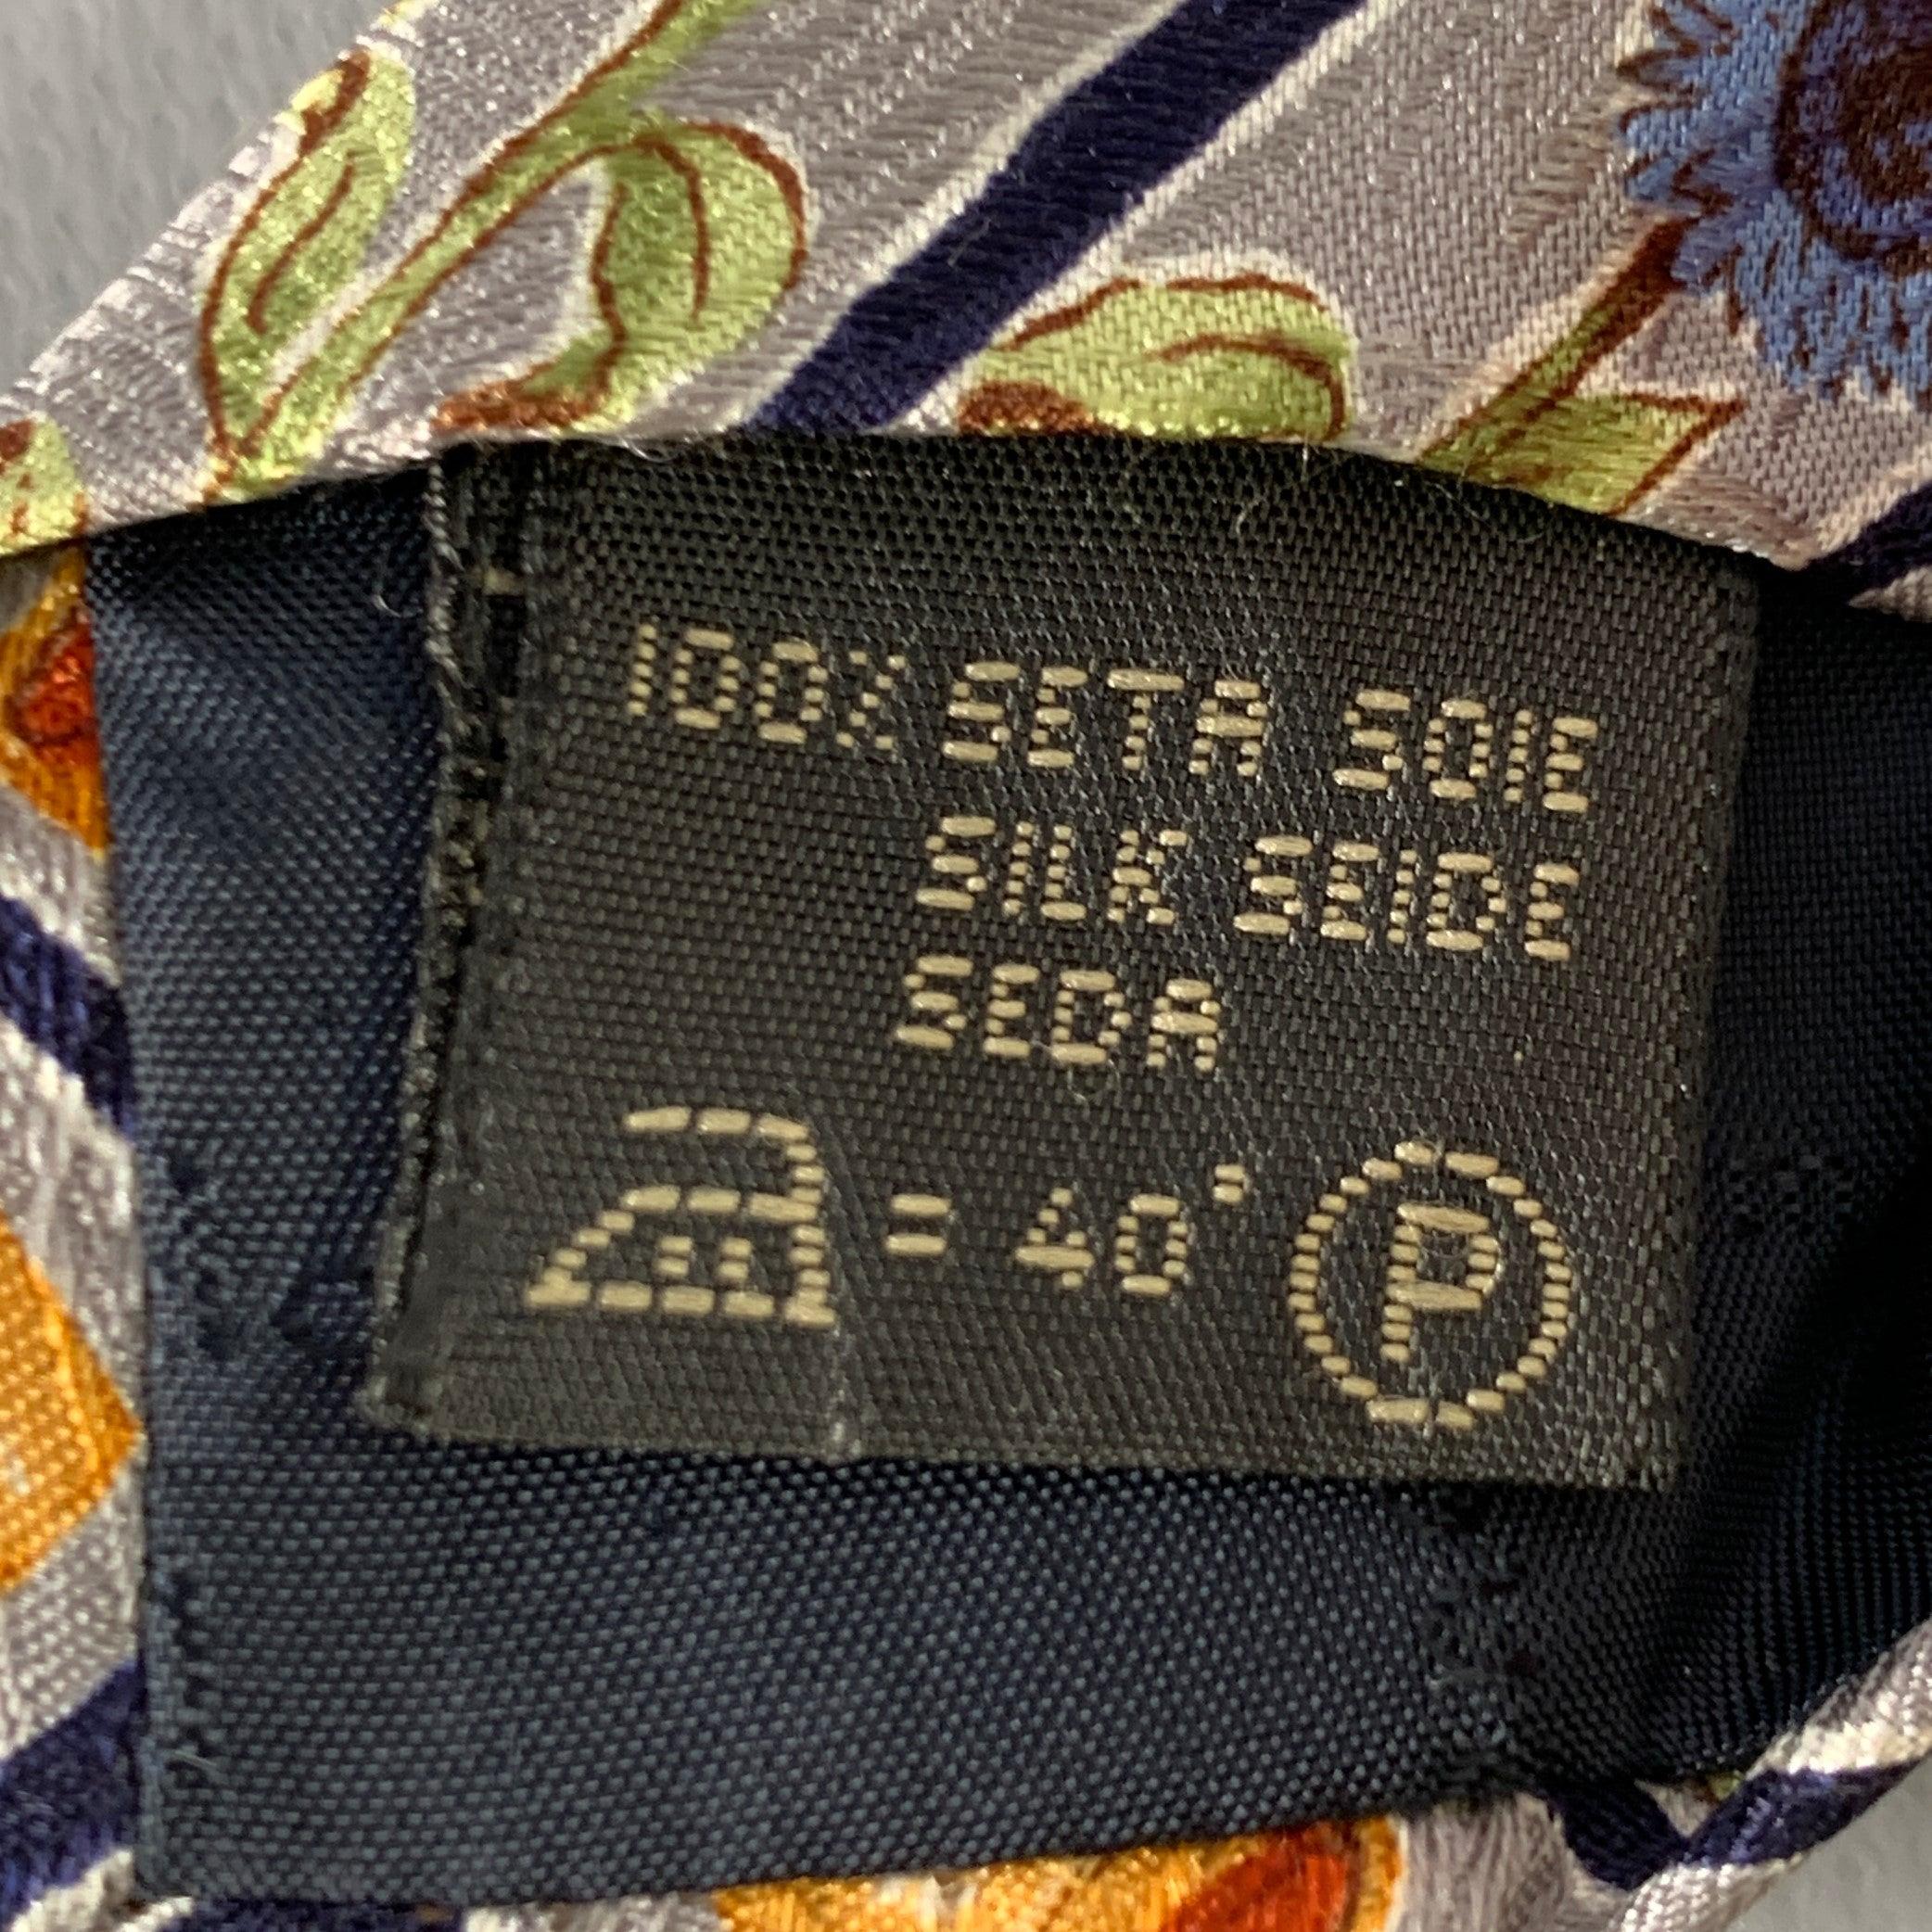 100% SETA SOIE
SILK SEIDE
SEDA
= 40° P